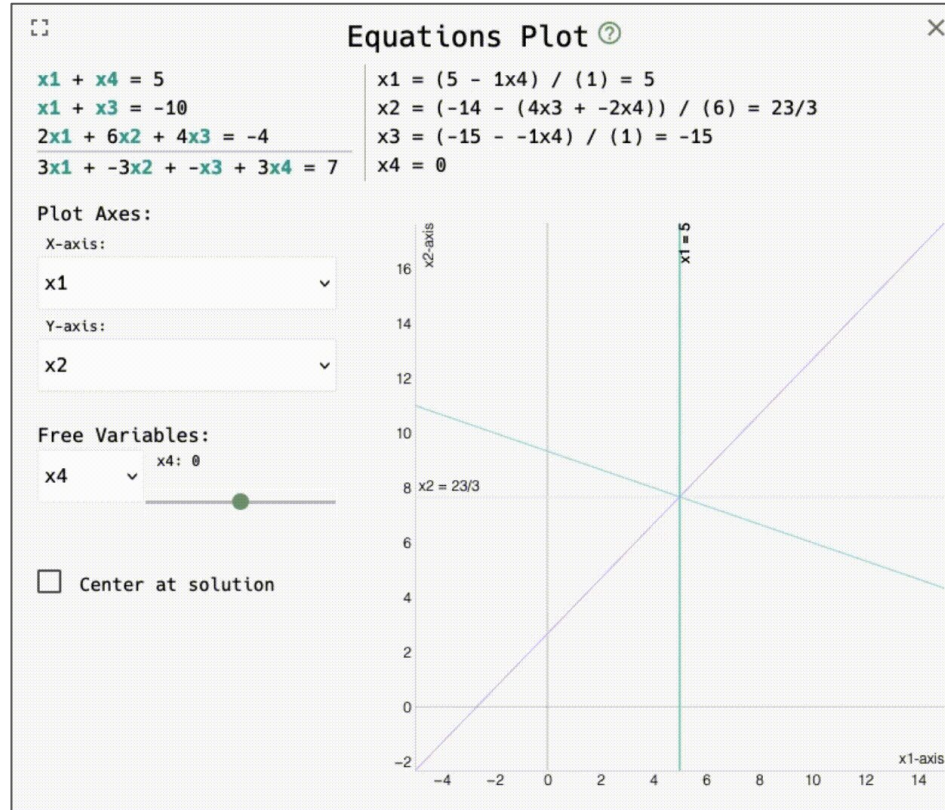 Equations Plot ?
x1 + x4 = 5
x1 + x3 = -10
2x1 + 6x2 + 4x3 = -4
3x1 + -3x2 + -x3 + 3x4 = 7
x1 = (5 - 1x4) / (1) = 5
x2 = (-14 - (4x3 + -2x4)) / (6) = 23/3
x3 = (-15 - -1x4) / (1) = -15
x4 = 0
Plot Axes:
X-axis:
x1
Y-axis:
x2
Free Variables:
x4
x4: 0
Center at solution
x2-axis
x1 = 5
16
14
12
10
8
x2 = 23/3
6
4
2
0
-2
x1-axis
-4 -2 0 2 4 6 8 10 12 14